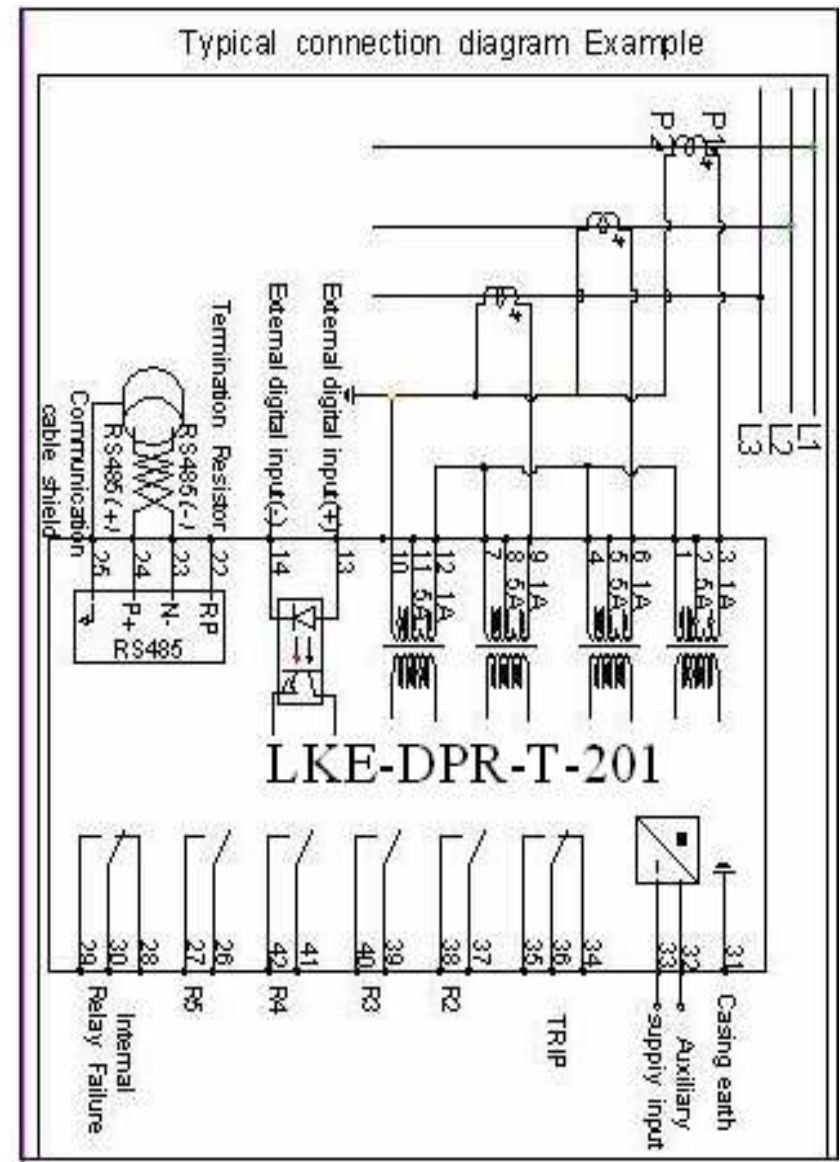 Typical connection diagram Example
P1
P2
L1
L2
L3
External digital input(+)
External digital input(-)
Termination Resistor
RS485(-)
RS485(+)
Communication
cable shield
25
24
23
22
14
13
10
11 5A
12 1A
7
8 5A
9 1A
4
5 5A
6 1A
1
2 5A
3 1A
P+
N-
RP
RS485
LKE-DPR-T-201
29
30
28
27
26
42
41
40
39
38
37
35
36
34
33
32
31
Internal
Relay Failure
R5
R4
R3
R2
TRIP
Auxiliary
supply input
Casing earth